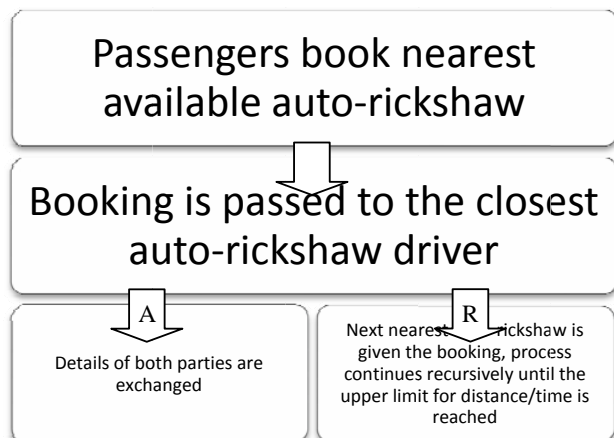 Passengers book nearest
available auto-rickshaw
Booking is passed to the closest
auto-rickshaw driver
A
Details of both parties are
exchanged
R
Next nearest rickshaw is
given the booking, process
continues recursively until the
upper limit for distance/time is
reached